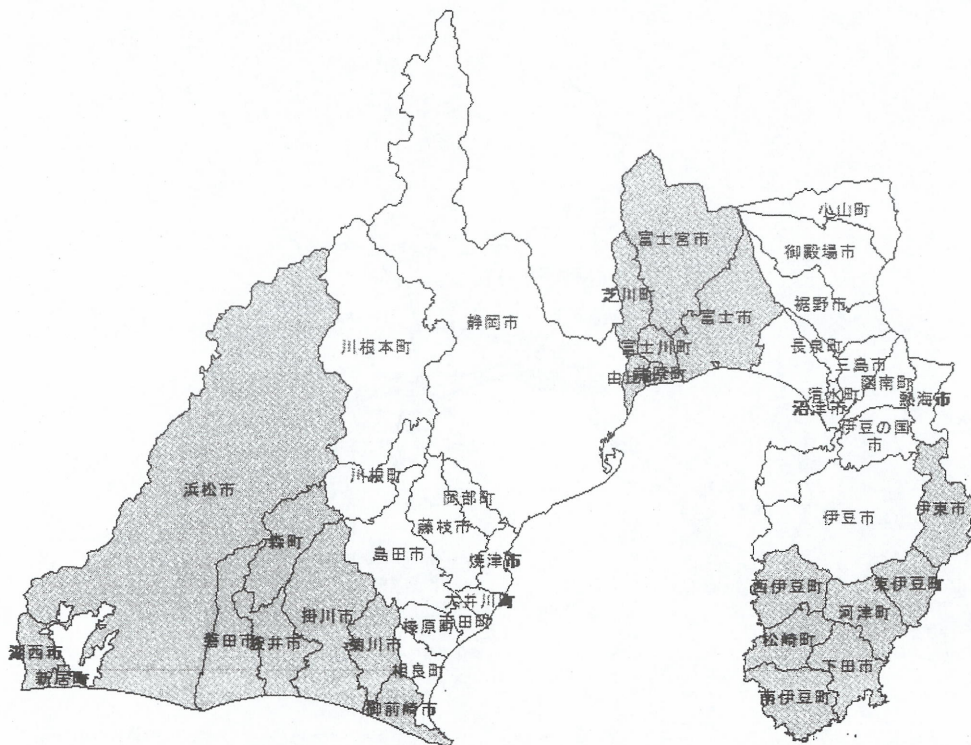 小山町
富士宮市
御殿場市
芝川町
裾野市
静岡市
富士市
川根本町
富士川町
長泉町
三島市
由比町
函南町
清水町
熱海市
沼津市
伊豆の国
市
川根町
浜松市
岡部町
伊東市
藤枝市
伊豆市
森町
島田市
焼津市
西伊豆町
東伊豆町
大井川町
掛川市
河津町
吉田町
榛原町
磐田市
袋井市
菊川市
松崎町
湖西市
下田市
相良町
新居町
南伊豆町
御前崎市